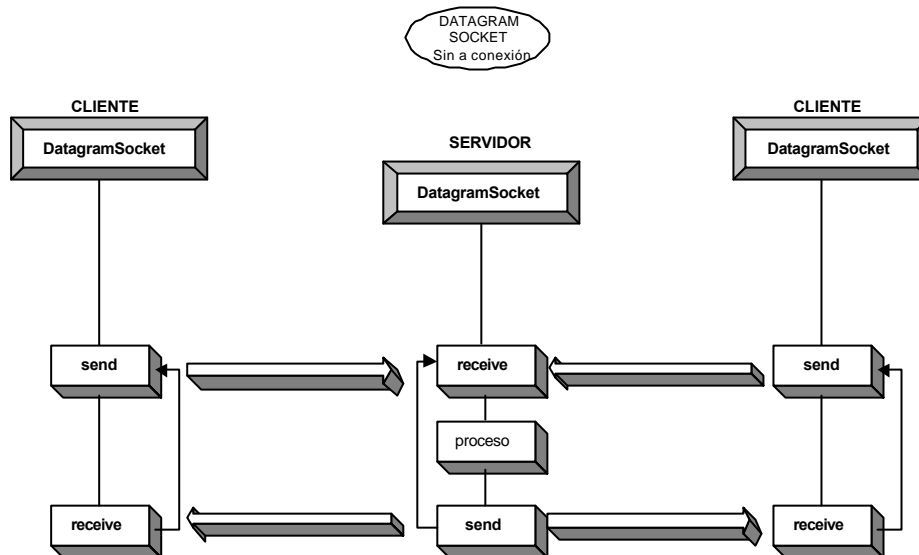 DATAGRAM
SOCKET
Sin a conexión
CLIENTE
DatagramSocket
SERVIDOR
DatagramSocket
CLIENTE
DatagramSocket
send
receive
send
proceso
receive
send
receive